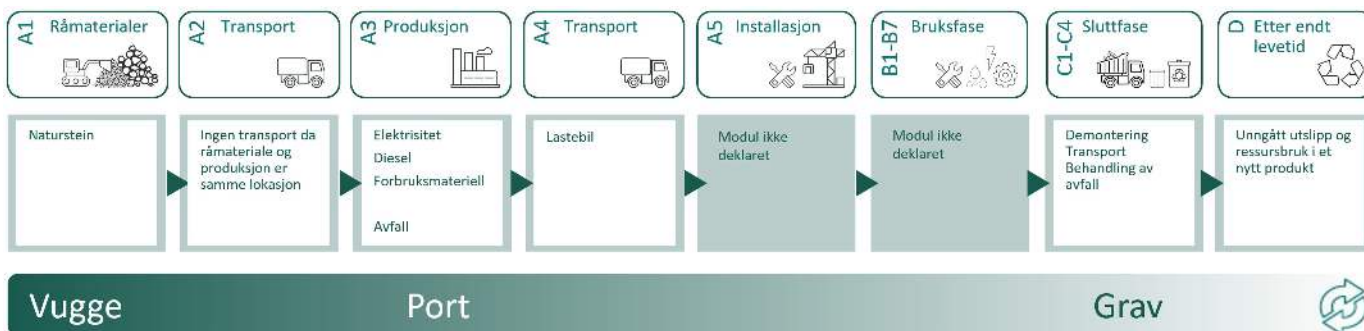 A1 Råmaterialer
A2 Transport
A3 Produksjon
A4 Transport
A5 Installasjon
B1-B7 Bruksfase
C1-C4 Sluttfase
D Etter endt
levetid
Naturstein
Ingen transport da
råmateriale og
produksjon er
samme lokasjon
Elektrisitet
Diesel
Forbruksmateriell
Avfall
Lastebil
Modul ikke
deklaret
Modul ikke
deklaret
Demontering
Transport
Behandling av
avfall
Unngått utslipp og
ressursbruk i et
nytt produkt
Vugge
Port
Grav